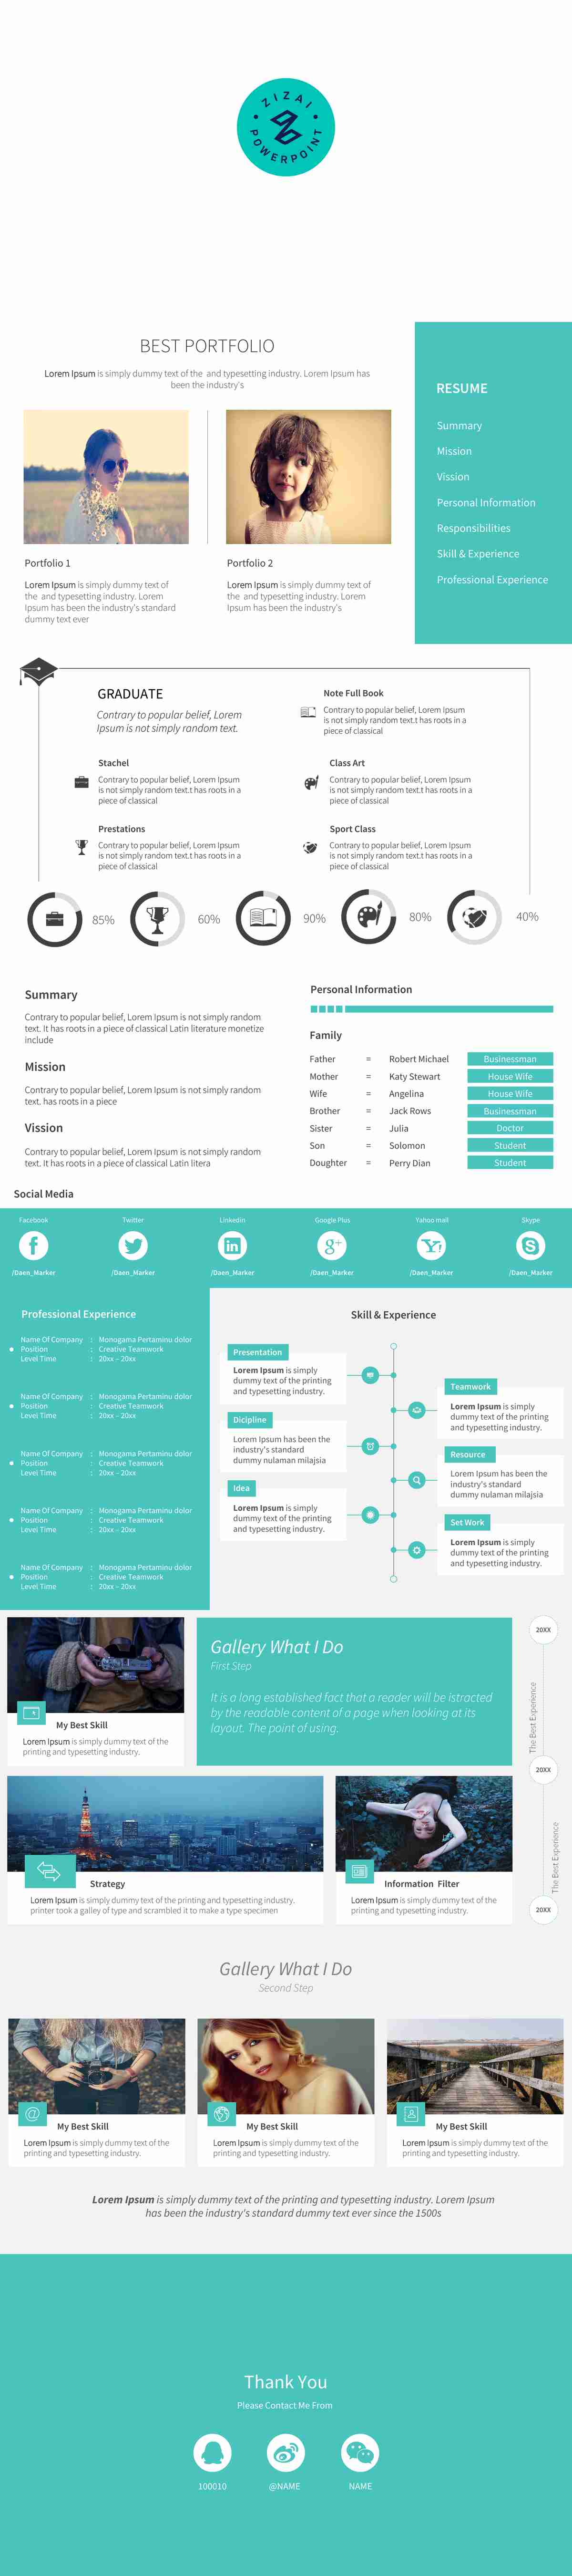 ZIZAI
POWERPOINT
BEST PORTFOLIO
Lorem Ipsum is simply dummy text of the and typesetting industry. Lorem Ipsum has
been the industry's
Portfolio 1
Lorem Ipsum is simply dummy text of
the and typesetting industry. Lorem
Ipsum has been the industry's standard
dummy text ever
Portfolio 2
Lorem Ipsum is simply dummy text of
the and typesetting industry. Lorem
Ipsum has been the industry's
RESUME
Summary
Mission
Vission
Personal Information
Responsibilities
Skill & Experience
Professional Experience
GRADUATE
Contrary to popular belief, Lorem
Ipsum is not simply random text.
Note Full Book
Contrary to popular belief, Lorem Ipsum
is not simply random text.t has roots in a
piece of classical
Stachel
Contrary to popular belief, Lorem Ipsum
is not simply random text.t has roots in a
piece of classical
Class Art
Contrary to popular belief, Lorem Ipsum
is not simply random text.t has roots in a
piece of classical
Prestations
Contrary to popular belief, Lorem Ipsum
is not simply random text.t has roots in a
piece of classical
Sport Class
Contrary to popular belief, Lorem Ipsum
is not simply random text.t has roots in a
piece of classical
85%
60%
90%
80%
40%
Summary
Contrary to popular belief, Lorem Ipsum is not simply random
text. It has roots in a piece of classical Latin literature monetize
include
Mission
Contrary to popular belief, Lorem Ipsum is not simply random
text. has roots in a piece
Vission
Contrary to popular belief, Lorem Ipsum is not simply random
text. It has roots in a piece of classical Latin litera
Personal Information
Family
Father = Robert Michael Businessman
Mother = Katy Stewart House Wife
Wife = Angelina House Wife
Brother = Jack Rows Businessman
Sister = Julia Doctor
Son = Solomon Student
Doughter = Perry Dian Student
Social Media
Facebook
Twitter
Linkedin
Google Plus
Yahoo mail
Skype
/Daen_Marker
/Daen_Marker
/Daen_Marker
/Daen_Marker
/Daen_Marker
/Daen_Marker
Professional Experience
Name Of Company : Monogama Pertaminu dolor
Position : Creative Teamwork
Level Time : 20xx – 20xx
Name Of Company : Monogama Pertaminu dolor
Position : Creative Teamwork
Level Time : 20xx – 20xx
Name Of Company : Monogama Pertaminu dolor
Position : Creative Teamwork
Level Time : 20xx – 20xx
Name Of Company : Monogama Pertaminu dolor
Position : Creative Teamwork
Level Time : 20xx – 20xx
Name Of Company : Monogama Pertaminu dolor
Position : Creative Teamwork
Level Time : 20xx – 20xx
Skill & Experience
Presentation
Lorem Ipsum is simply
dummy text of the printing
and typesetting industry.
Teamwork
Lorem Ipsum is simply
dummy text of the printing
and typesetting industry.
Dicipline
Lorem Ipsum has been the
industry's standard
dummy nulaman milajsia
Resource
Lorem Ipsum has been the
industry's standard
dummy nulaman milajsia
Idea
Lorem Ipsum is simply
dummy text of the printing
and typesetting industry.
Set Work
Lorem Ipsum is simply
dummy text of the printing
and typesetting industry.
My Best Skill
Lorem Ipsum is simply dummy text of the
printing and typesetting industry.
Gallery What I Do
First Step
It is a long established fact that a reader will be istracted
by the readable content of a page when looking at its
layout. The point of using.
20XX
The Best Experience
20XX
The Best Experience
20XX
Strategy
Lorem Ipsum is simply dummy text of the printing and typesetting industry.
printer took a galley of type and scrambled it to make a type specimen
Information Filter
Lorem Ipsum is simply dummy text of the
printing and typesetting industry.
Gallery What I Do
Second Step
My Best Skill
Lorem Ipsum is simply dummy text of the
printing and typesetting industry.
My Best Skill
Lorem Ipsum is simply dummy text of the
printing and typesetting industry.
My Best Skill
Lorem Ipsum is simply dummy text of the
printing and typesetting industry.
Lorem Ipsum is simply dummy text of the printing and typesetting industry. Lorem Ipsum
has been the industry's standard dummy text ever since the 1500s
Thank You
Please Contact Me From
100010
@NAME
NAME